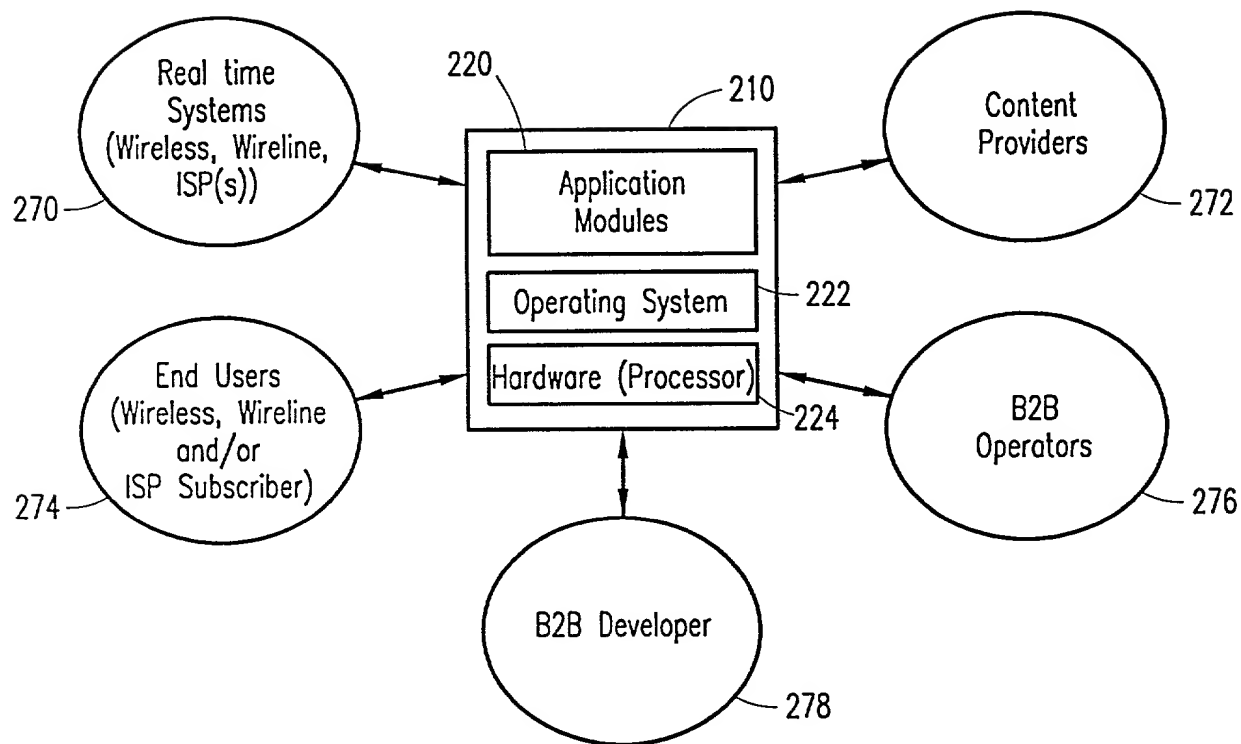 Real time
Systems
(Wireless, Wireline,
ISP(s))
270
220
210
Application
Modules
Operating System
222
Hardware (Processor)
224
Content
Providers
272
End Users
(Wireless, Wireline
and/or
ISP Subscriber)
274
B2B
Operators
276
B2B Developer
278